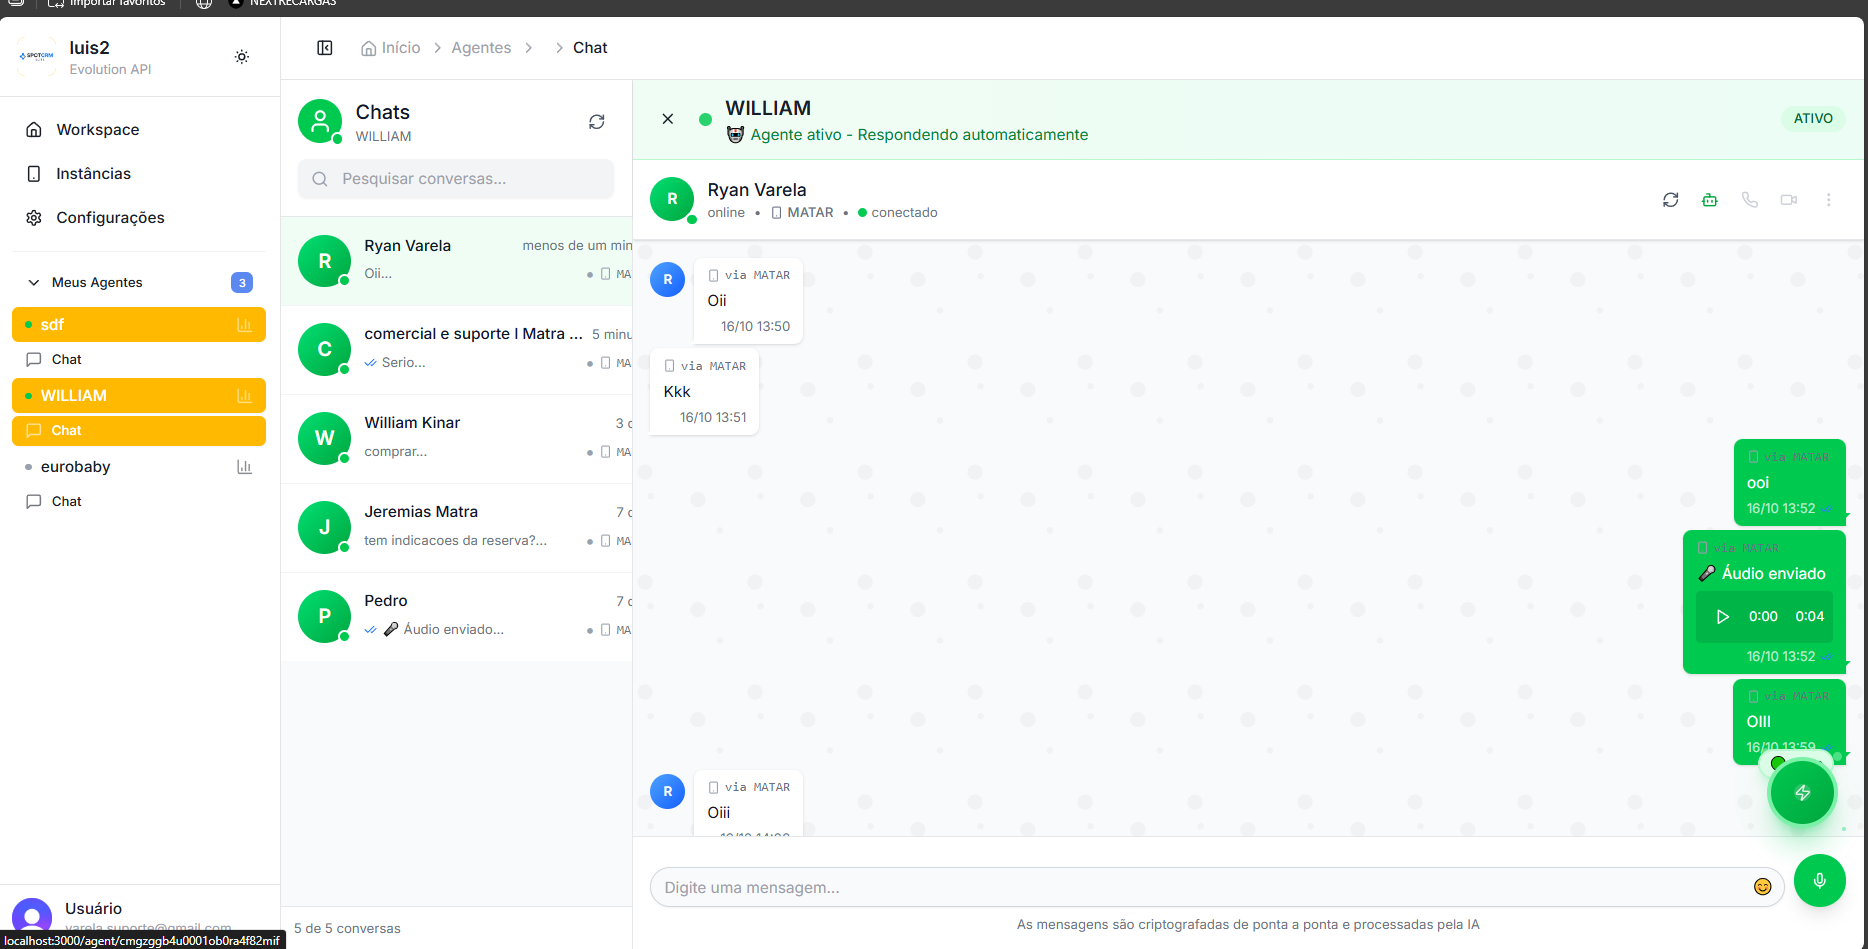 Importar favoritos
NEXTRECARGAS
luis2
Evolution API
Workspace
Instâncias
Configurações
Meus Agentes
3
sdf
Chat
WILLIAM
Chat
eurobaby
Chat
Usuário
varela.suporte@gmail.com
localhost:3000/agent/cmgzggb4u0001ob0ra4f82mif
Início
Agentes
Chat
Chats
WILLIAM
Pesquisar conversas...
R
Ryan Varela
menos de um min
Oii...
MA
C
comercial e suporte l Matra ...
5 minu
Serio...
MA
W
William Kinar
3 d
comprar...
MA
J
Jeremias Matra
7 d
tem indicacoes da reserva?...
MA
P
Pedro
7 d
Áudio enviado...
MA
5 de 5 conversas
WILLIAM
Agente ativo - Respondendo automaticamente
ATIVO
R
Ryan Varela
online • MATAR • conectado
R
via MATAR
Oii
16/10 13:50
via MATAR
Kkk
16/10 13:51
via MATAR
ooi
16/10 13:52
via MATAR
Áudio enviado
0:00 0:04
16/10 13:52
via MATAR
OIII
16/10 13:59
R
via MATAR
Oiii
Digite uma mensagem...
As mensagens são criptografadas de ponta a ponta e processadas pela IA